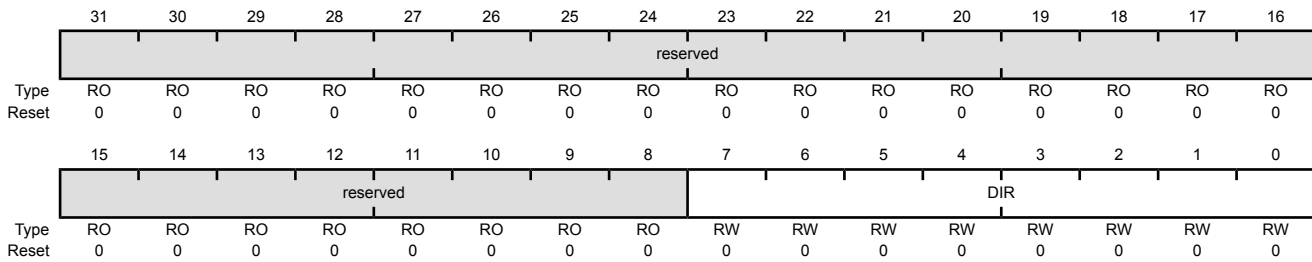 31 30 29 28 27 26 25 24 23 22 21 20 19 18 17 16
reserved
Type RO RO RO RO RO RO RO RO RO RO RO RO RO RO RO RO
Reset 0 0 0 0 0 0 0 0 0 0 0 0 0 0 0 0
15 14 13 12 11 10 9 8 7 6 5 4 3 2 1 0
reserved DIR
Type RO RO RO RO RO RO RO RO RW RW RW RW RW RW RW RW
Reset 0 0 0 0 0 0 0 0 0 0 0 0 0 0 0 0